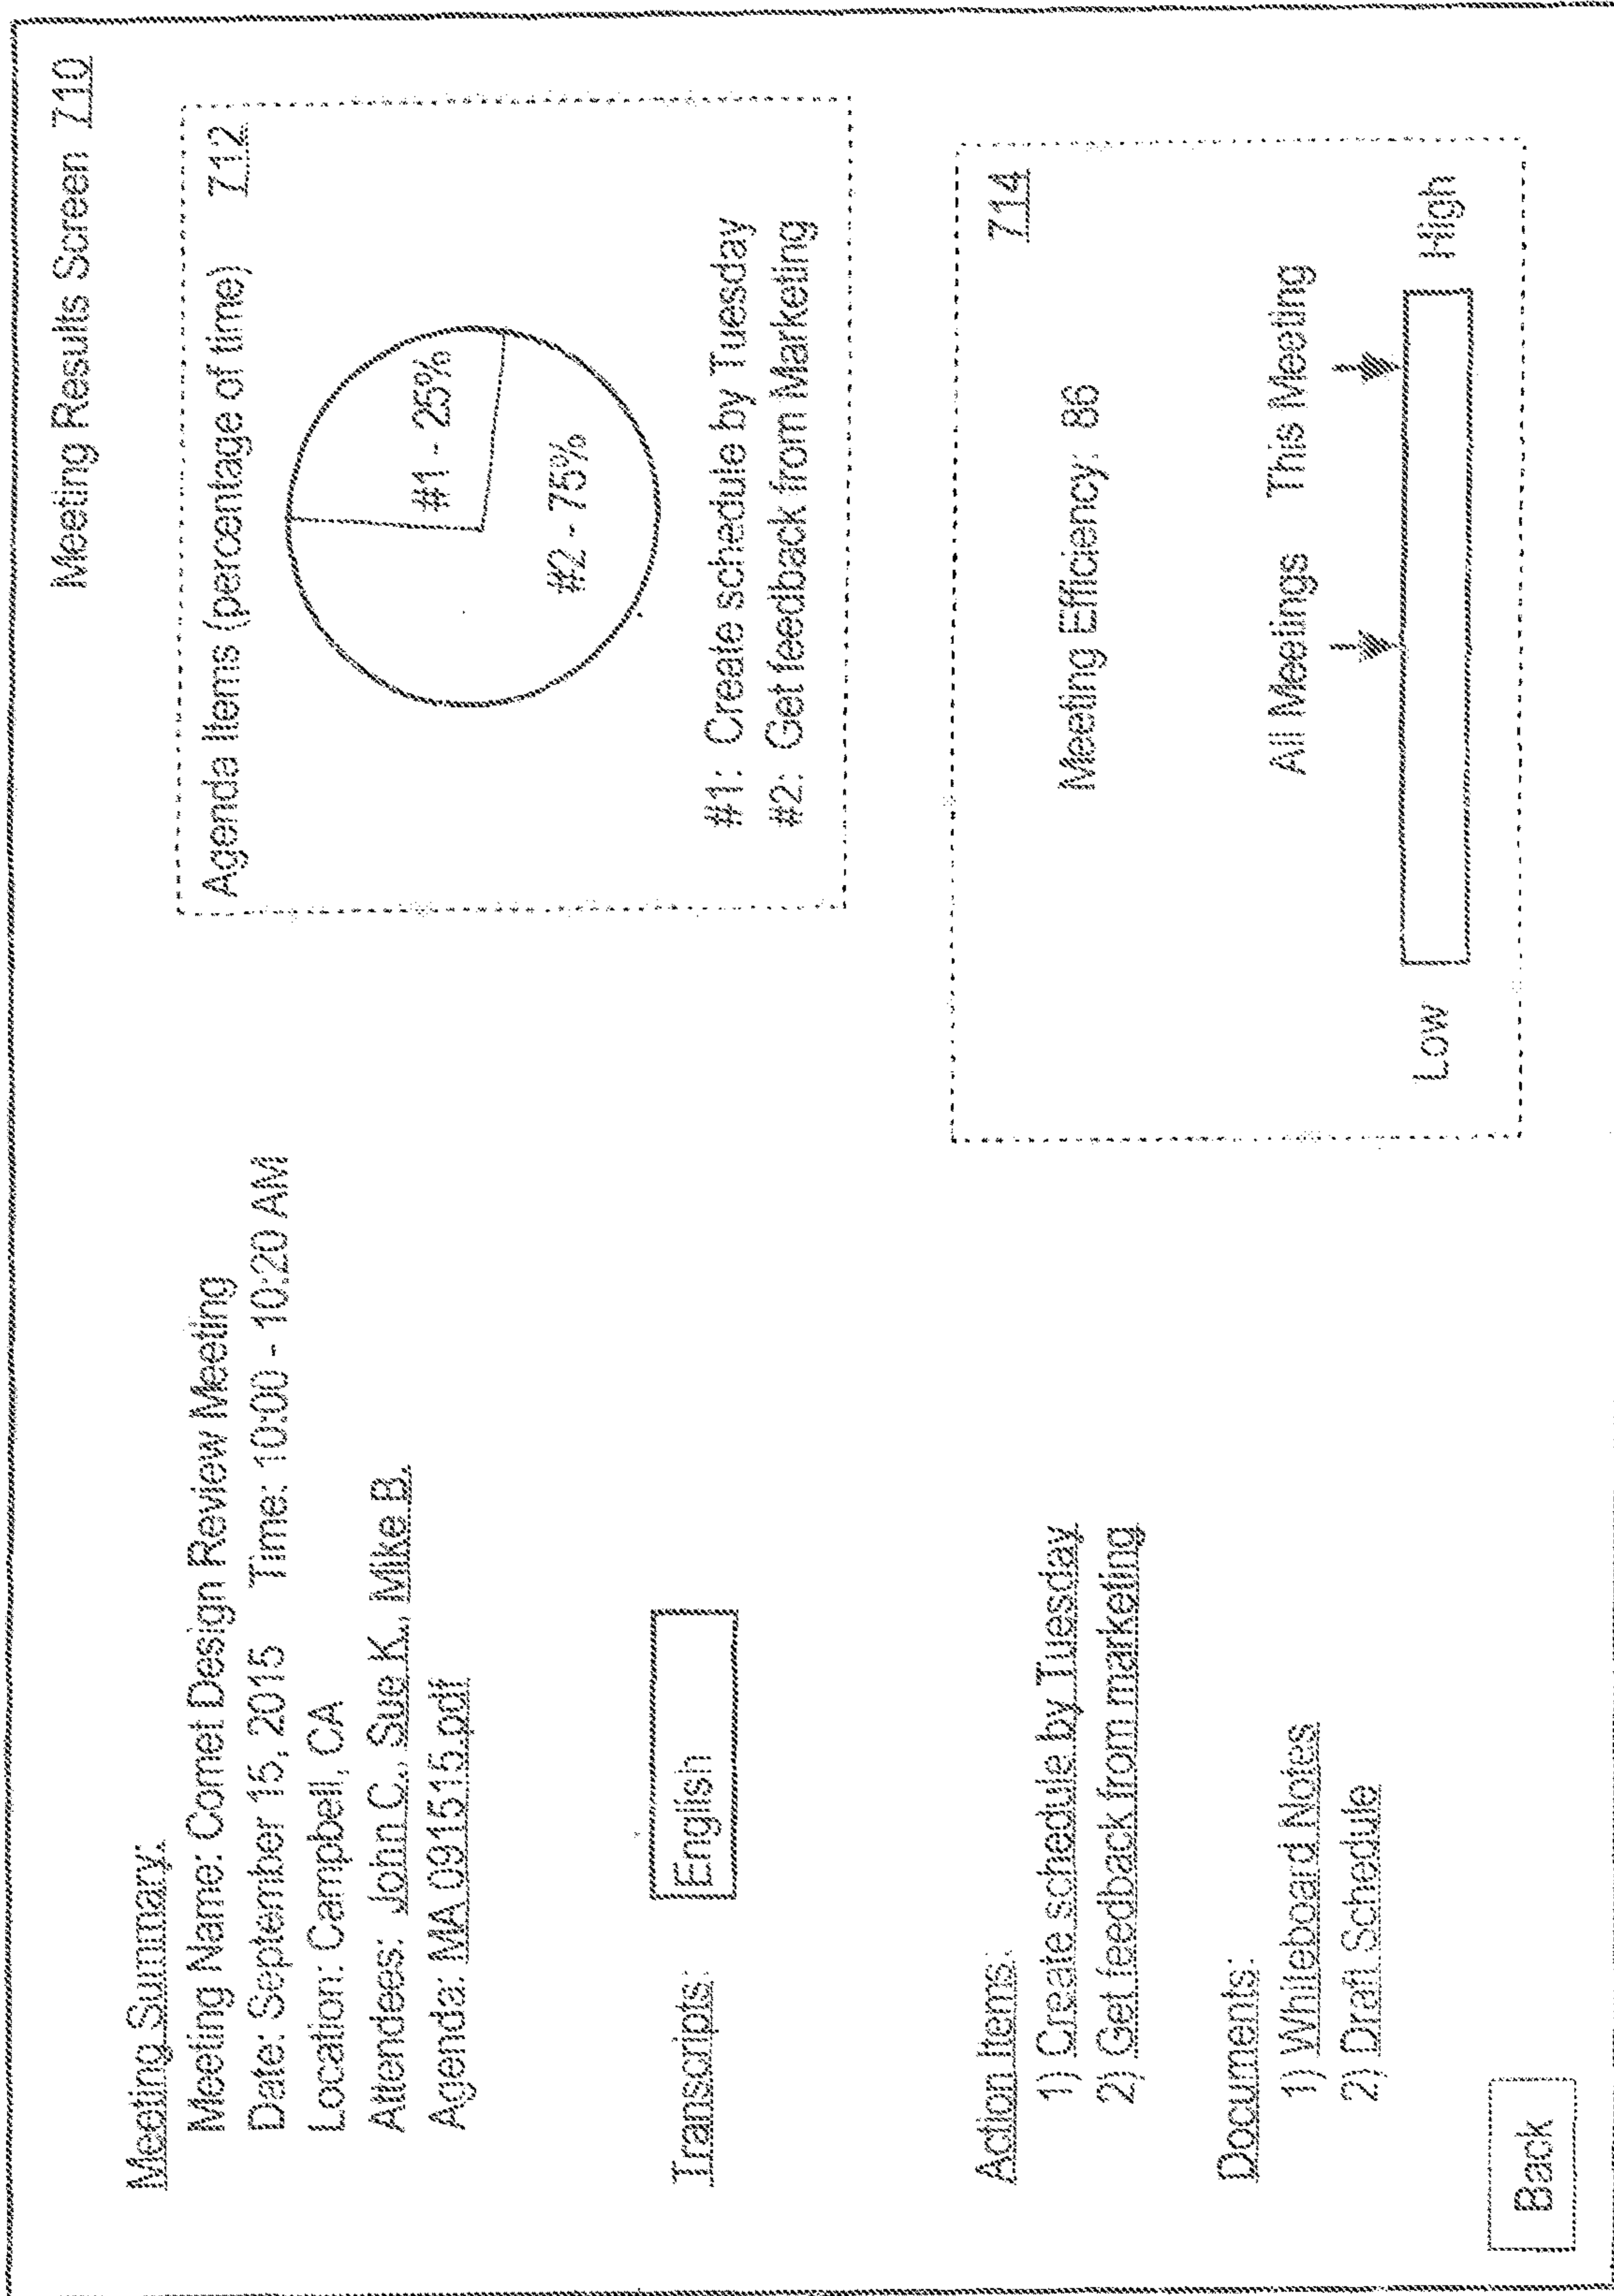 Meeting Results Screen 710
Meeting Summary:
Meeting Name: Comet Design Review Meeting
Date: September 15, 2015 Time: 10:00 - 10:20 AM
Location: Campbell, CA
Attendees: John C., Sue K., Mike B.
Agenda: MA 091515.pdf
Transcripts:
English
Action Items:
1) Create schedule by Tuesday
2) Get feedback from marketing
Documents:
1) Whiteboard Notes
2) Draft Schedule
Back
Agenda Items (percentage of time) 712
#1 - 25%
#2 - 75%
#1: Create schedule by Tuesday
#2: Get feedback from Marketing
714
Meeting Efficiency: 86
All Meetings This Meeting
Low High